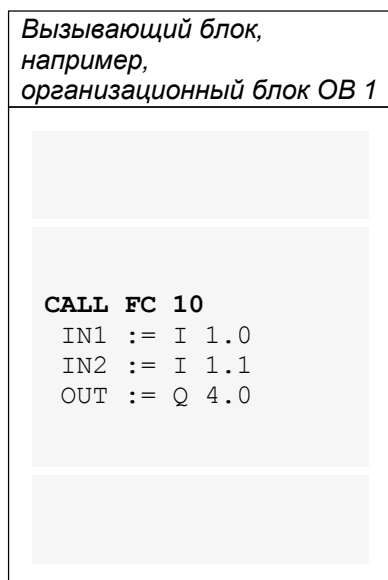 Вызывающий блок,
например,
организационный блок OB 1
CALL FC 10
IN1 := I 1.0
IN2 := I 1.1
OUT := Q 4.0